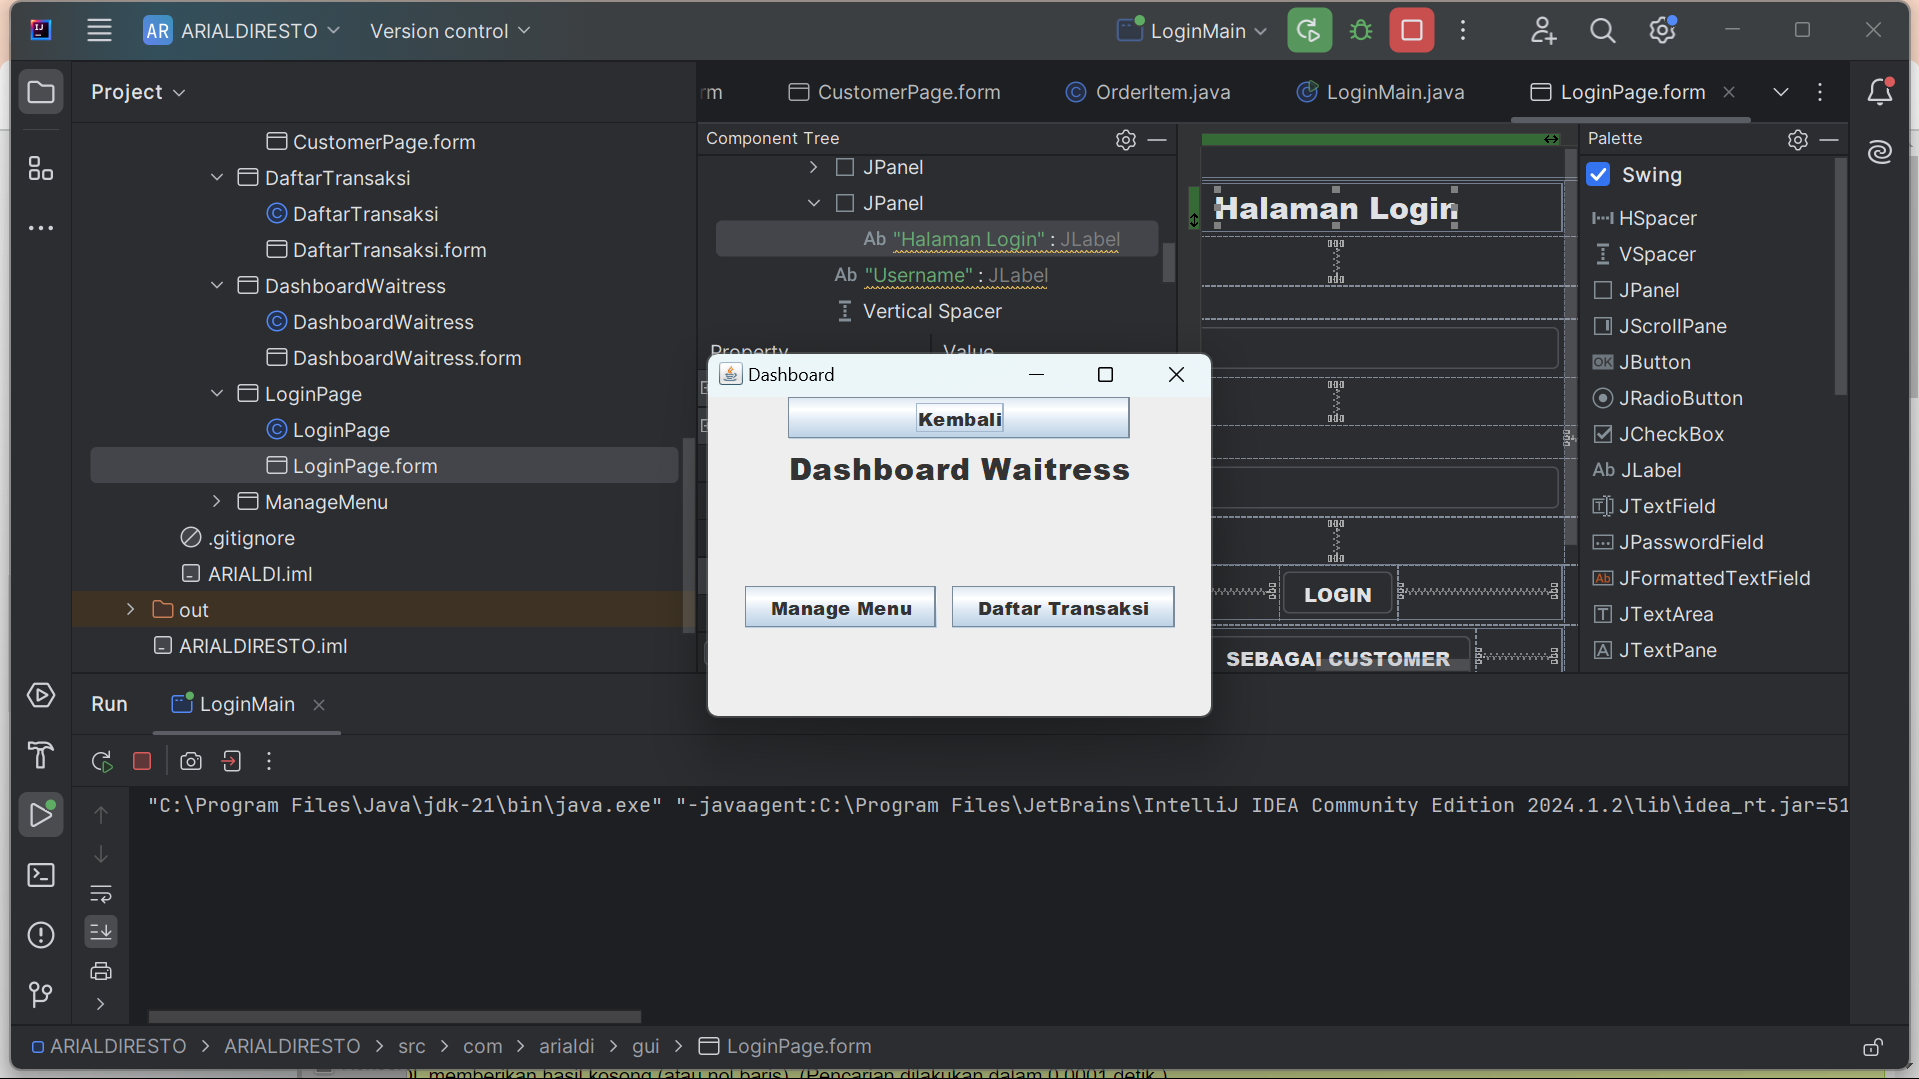 AR ARIALDIRESTO Version control LoginMain
Project
CustomerPage.form
DaftarTransaksi
DaftarTransaksi
DaftarTransaksi.form
DashboardWaitress
DashboardWaitress
DashboardWaitress.form
LoginPage
LoginPage
LoginPage.form
ManageMenu
.gitignore
ARIALDI.iml
out
ARIALDIRESTO.iml
rm CustomerPage.form OrderItem.java LoginMain.java LoginPage.form
Component Tree
JPanel
JPanel
Ab "Halaman Login" : JLabel
Ab "Username" : JLabel
Vertical Spacer
Property Value
Halaman Login
LOGIN
SEBAGAI CUSTOMER
Dashboard
Kembali
Dashboard Waitress
Manage Menu Daftar Transaksi
Palette
Swing
HSpacer
VSpacer
JPanel
JScrollPane
OK JButton
JRadioButton
JCheckBox
Ab JLabel
JTextField
JPasswordField
Ab JFormattedTextField
JTextArea
JTextPane
Run LoginMain
"C:\Program Files\Java\jdk-21\bin\java.exe" "-javaagent:C:\Program Files\JetBrains\IntelliJ IDEA Community Edition 2024.1.2\lib\idea_rt.jar=51
ARIALDIRESTO > ARIALDIRESTO > src > com > arialdi > gui > LoginPage.form
memberikan hasil kosong (atau nol baris). (Pencarian dilakukan dalam 0,0001 detik.)